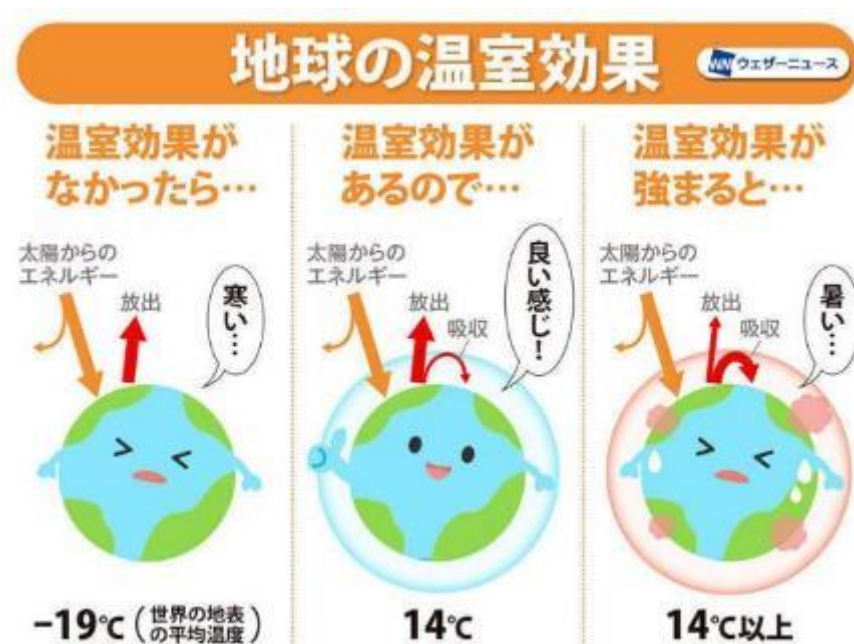 地球の温室効果
ウェザーニュース
温室効果が
なかったら…
太陽からの
エネルギー
放出
寒い…
-19℃(世界の地表
の平均温度)
温室効果が
あるので…
太陽からの
エネルギー
放出
吸収
良い感じ!
14℃
温室効果が
強まると…
太陽からの
エネルギー
放出
吸収
暑い…
14℃以上